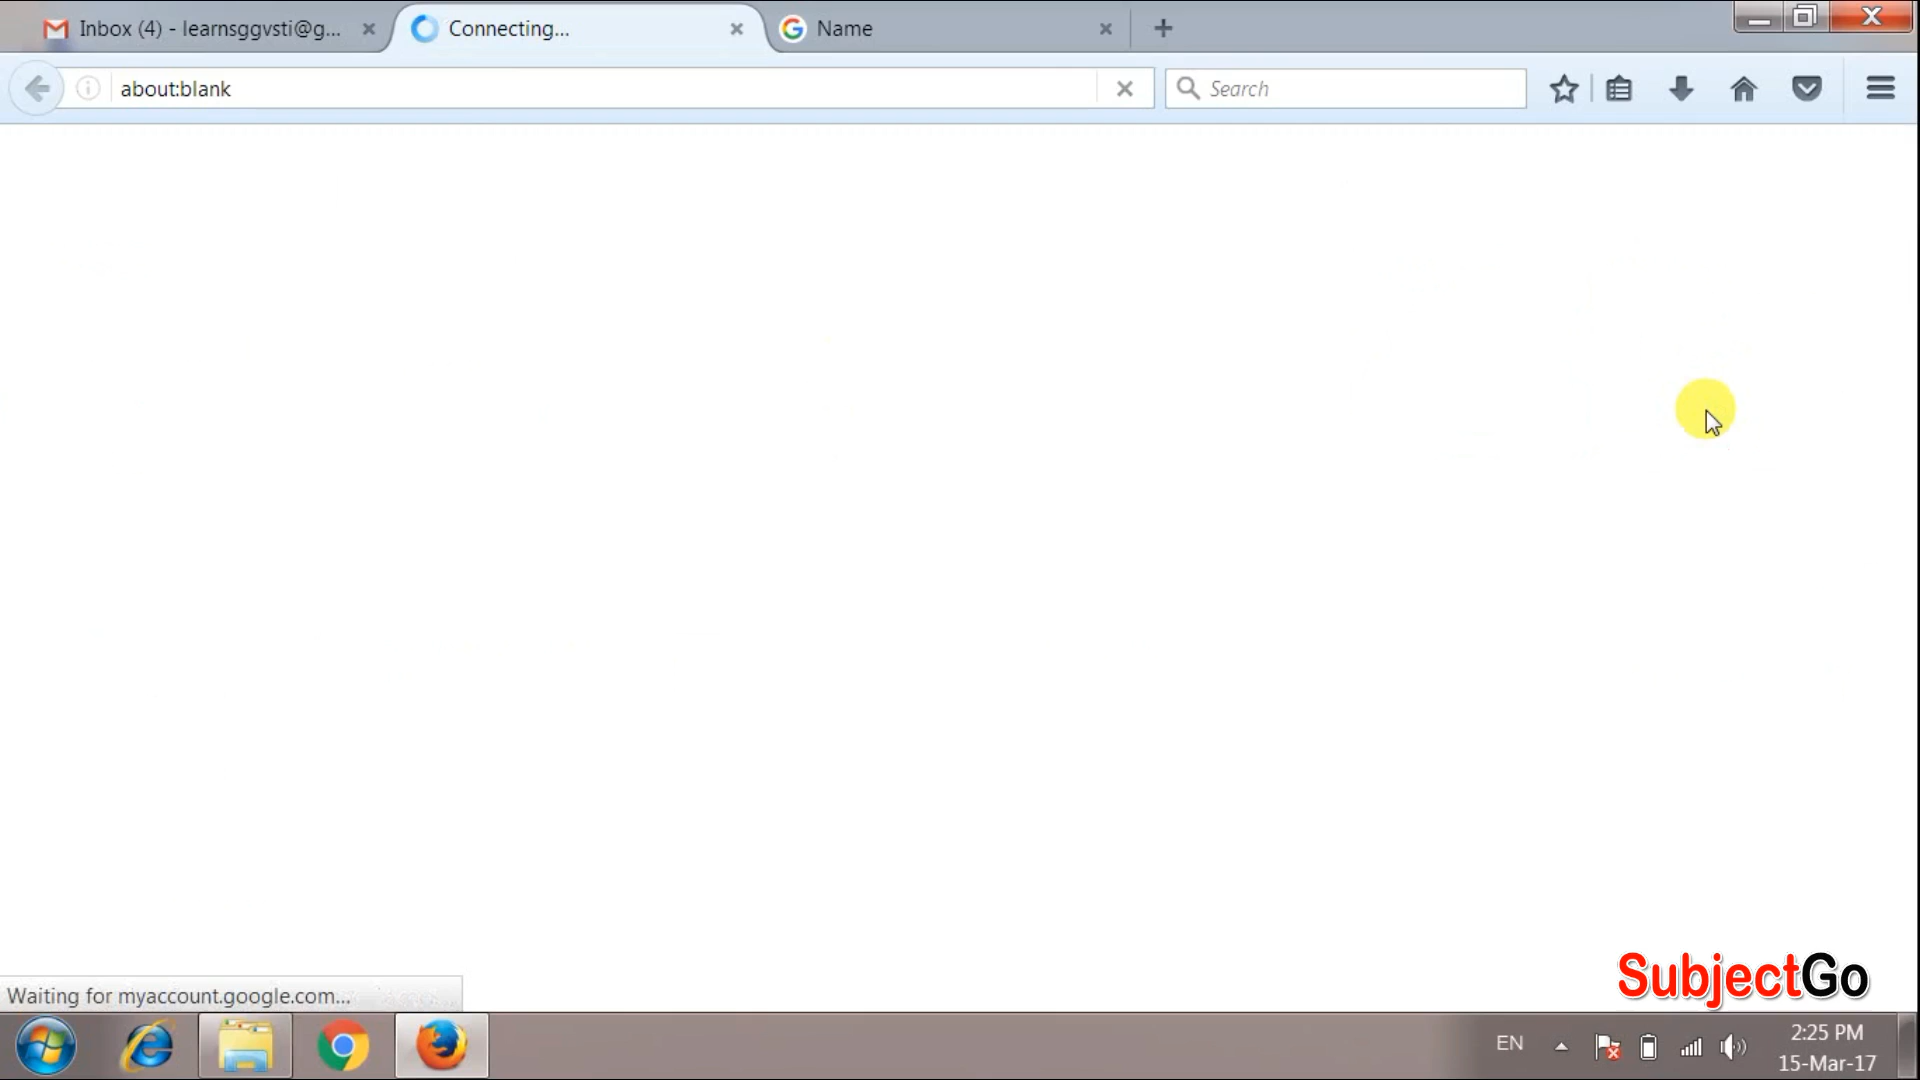 Inbox (4) - learnsggvsti@g...
Connecting...
Name
about:blank
Search
Waiting for myaccount.google.com...
SubjectGo
EN
2:25 PM
15-Mar-17